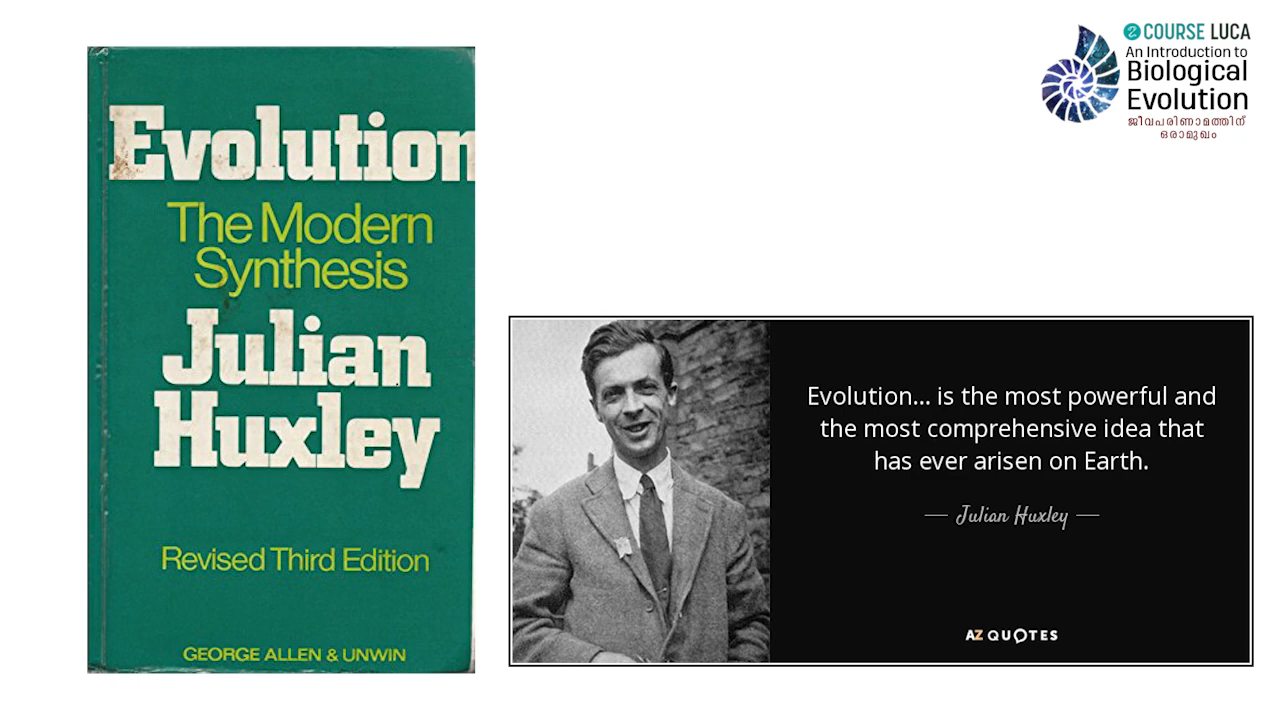 Evolution
The Modern
Synthesis
Julian
Huxley
Revised Third Edition
GEORGE ALLEN & UNWIN
COURSE LUCA
An Introduction to
Biological
Evolution
ജീവപരിണാമത്തിന്
ഒരാമുഖം
Evolution... is the most powerful and
the most comprehensive idea that
has ever arisen on Earth.
Julian Huxley
AZ QUOTES